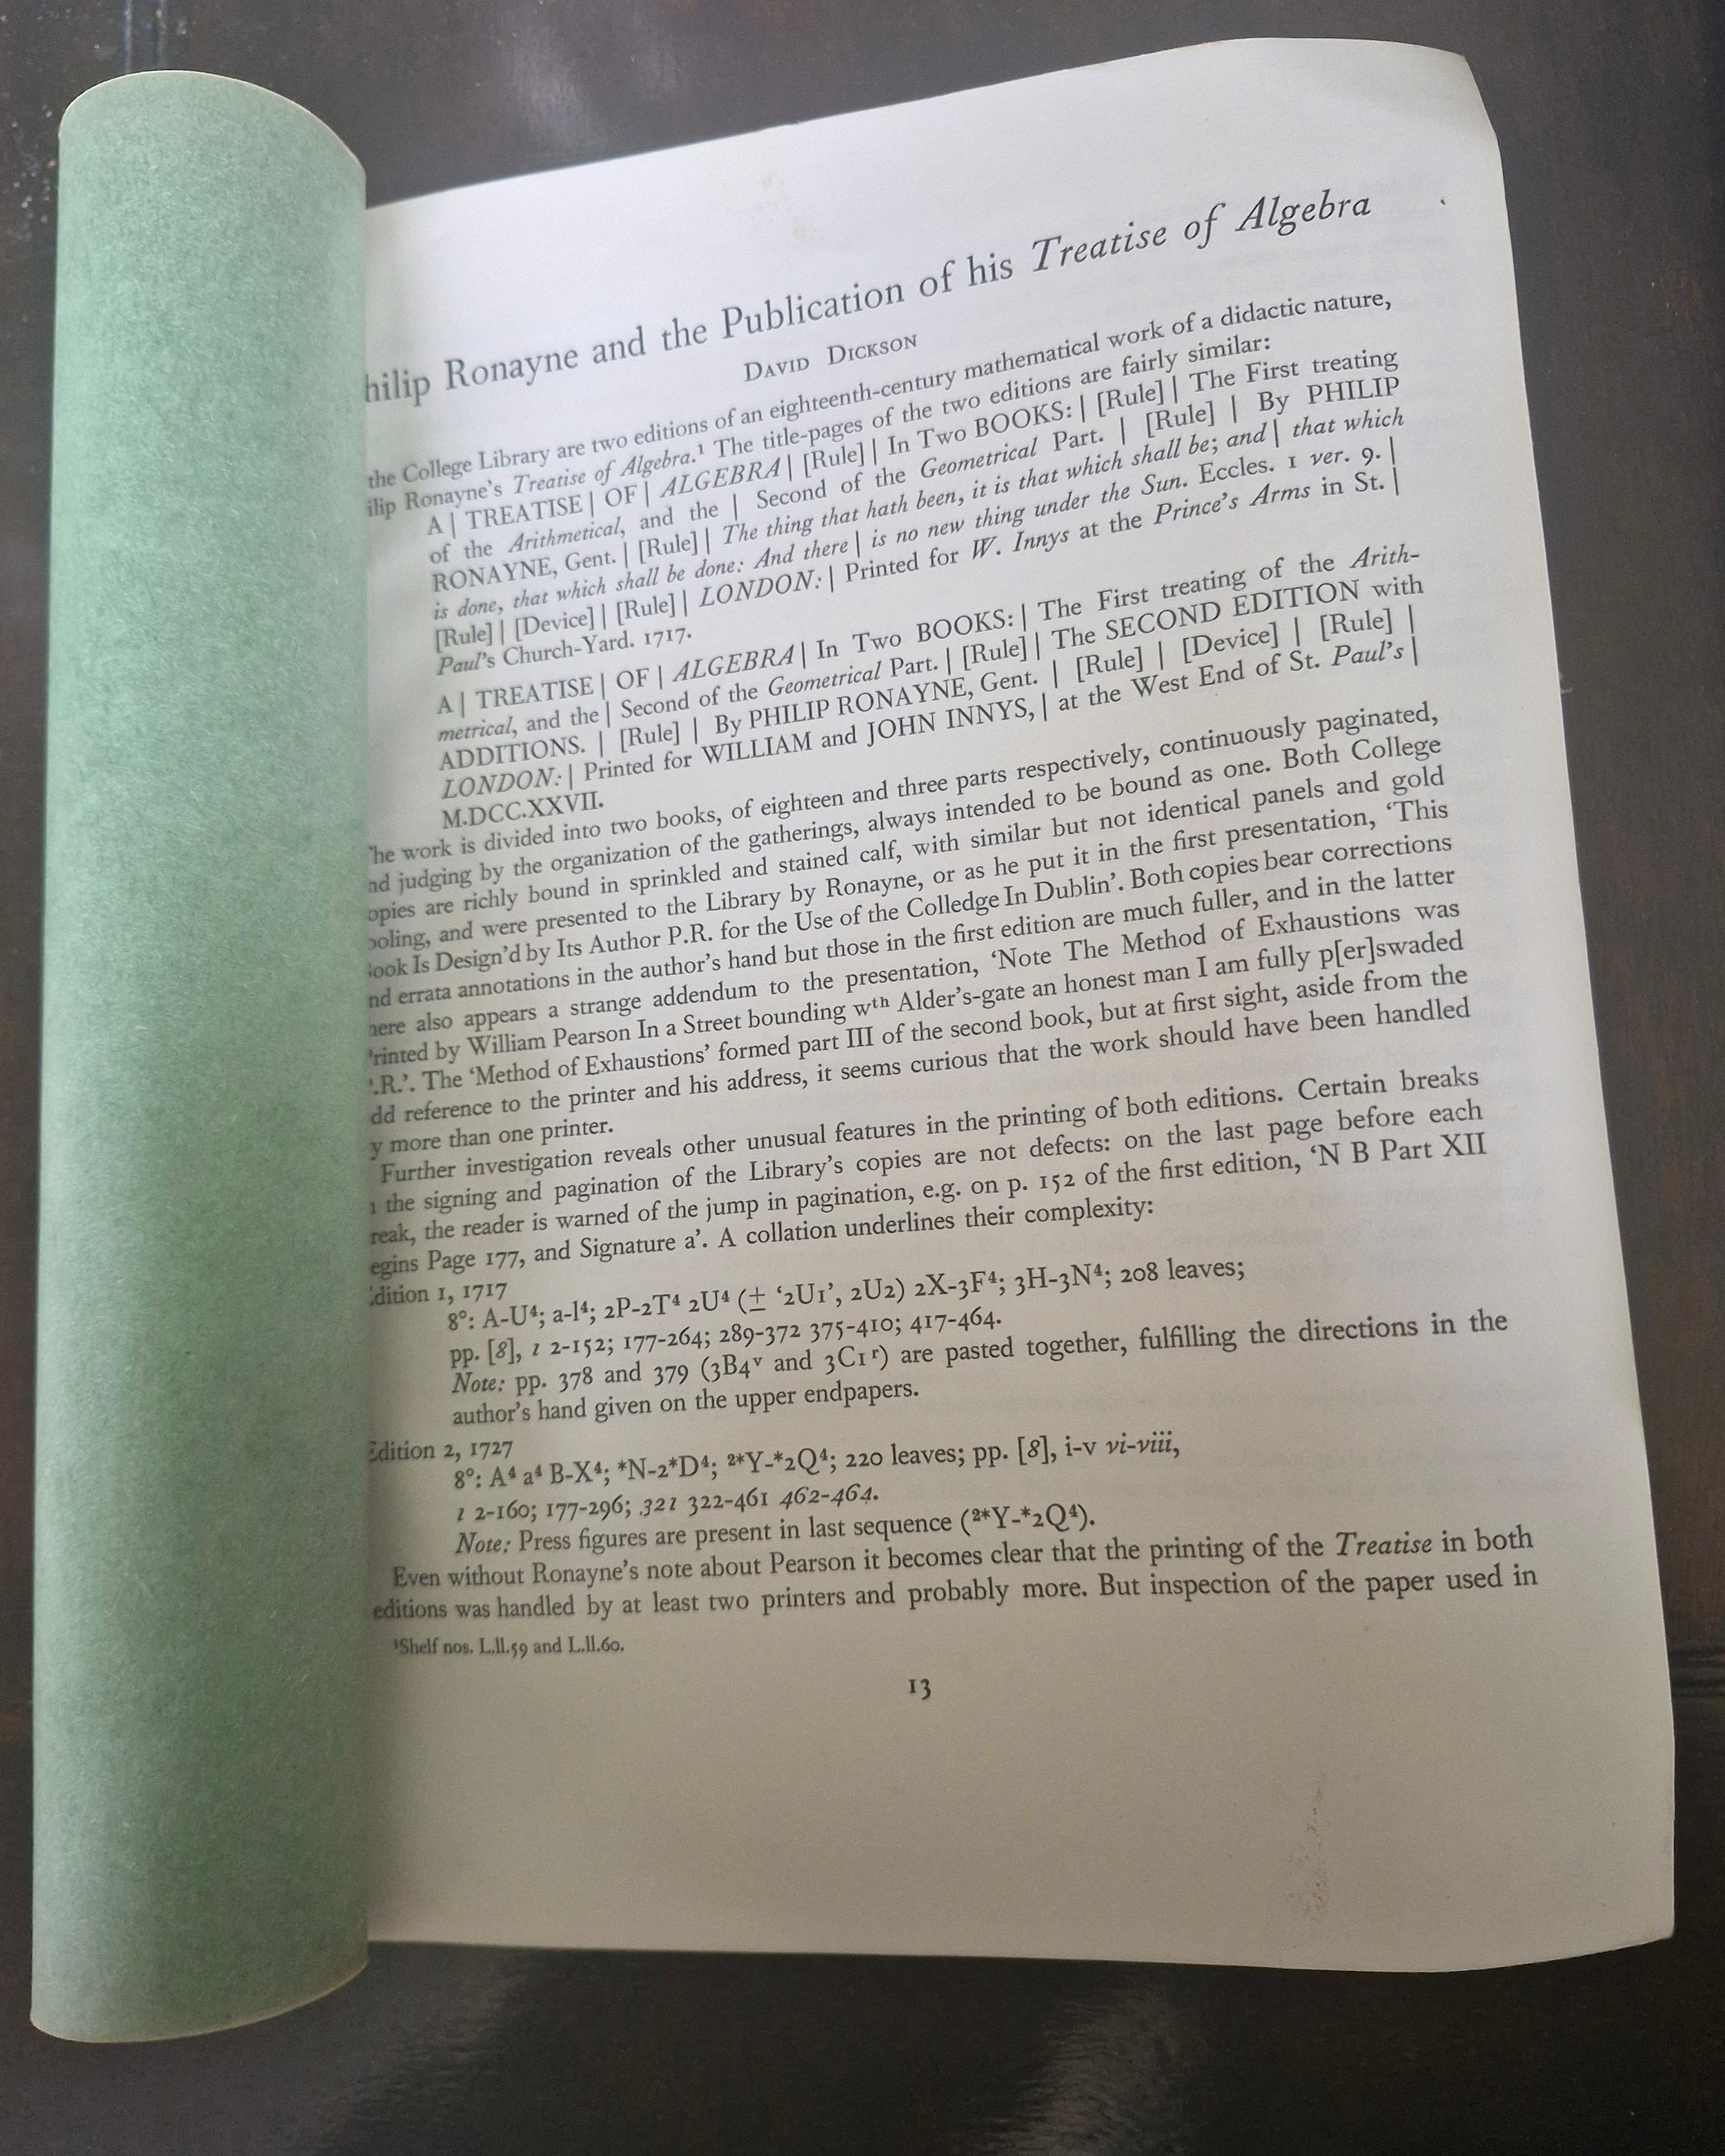 hilip Ronayne and the Publication of his Treatise of Algebra
DAVID DICKSON
the College Library are two editions of an eighteenth-century mathematical work of a didactic nature,
ilip Ronayne's Treatise of Algebra.¹ The title-pages of the two editions are fairly similar:
A | TREATISE | OF | ALGEBRA | [Rule] | In Two BOOKS: | [Rule] | The First treating
of the Arithmetical, and the | Second of the Geometrical Part. | [Rule] | By PHILIP
RONAYNE, Gent. | [Rule] | The thing that hath been, it is that which shall be; and | that which
is done, that which shall be done: And there | is no new thing under the Sun. Eccles. 1 ver. 9. |
[Rule] | [Device] | [Rule] | LONDON: | Printed for W. Innys at the Prince's Arms in St. |
Paul's Church-Yard. 1717.
A | TREATISE | OF | ALGEBRA | In Two BOOKS: | The First treating of the Arith-
metrical, and the | Second of the Geometrical Part. | [Rule] | The SECOND EDITION with
ADDITIONS. | [Rule] | By PHILIP RONAYNE, Gent. | [Rule] | [Device] | [Rule] |
LONDON: | Printed for WILLIAM and JOHN INNYS, | at the West End of St. Paul's |
M.DCC.XXVII.
he work is divided into two books, of eighteen and three parts respectively, continuously paginated,
nd judging by the organization of the gatherings, always intended to be bound as one. Both College
opies are richly bound in sprinkled and stained calf, with similar but not identical panels and gold
ooling, and were presented to the Library by Ronayne, or as he put it in the first presentation, 'This
ook Is Design'd by Its Author P.R. for the Use of the Colledge In Dublin'. Both copies bear corrections
nd errata annotations in the author's hand but those in the first edition are much fuller, and in the latter
here also appears a strange addendum to the presentation, 'Note The Method of Exhaustions was
rinted by William Pearson In a Street bounding wth Alder's-gate an honest man I am fully p[er]swaded
.R.'. The 'Method of Exhaustions' formed part III of the second book, but at first sight, aside from the
dd reference to the printer and his address, it seems curious that the work should have been handled
y more than one printer.
Further investigation reveals other unusual features in the printing of both editions. Certain breaks
n the signing and pagination of the Library's copies are not defects: on the last page before each
reak, the reader is warned of the jump in pagination, e.g. on p. 152 of the first edition, 'N B Part XII
egins Page 177, and Signature a'. A collation underlines their complexity:
dition 1, 1717
8°: A-U⁴; a-l⁴; 2P-2T⁴ 2U⁴ (± '2U1', 2U2) 2X-3F⁴; 3H-3N⁴; 208 leaves;
pp. [8], 1 2-152; 177-264; 289-372 375-410; 417-464.
Note: pp. 378 and 379 (3B4ᵛ and 3C1ʳ) are pasted together, fulfilling the directions in the
author's hand given on the upper endpapers.
Edition 2, 1727
8°: A⁴ a⁴ B-X⁴; *N-2*D⁴; ²*Y-*2Q⁴; 220 leaves; pp. [8], i-v vi-viii,
1 2-160; 177-296; 321 322-461 462-464.
Note: Press figures are present in last sequence (²*Y-*2Q⁴).
Even without Ronayne's note about Pearson it becomes clear that the printing of the Treatise in both
editions was handled by at least two printers and probably more. But inspection of the paper used in
¹Shelf nos. L.ll.59 and L.ll.60.
13